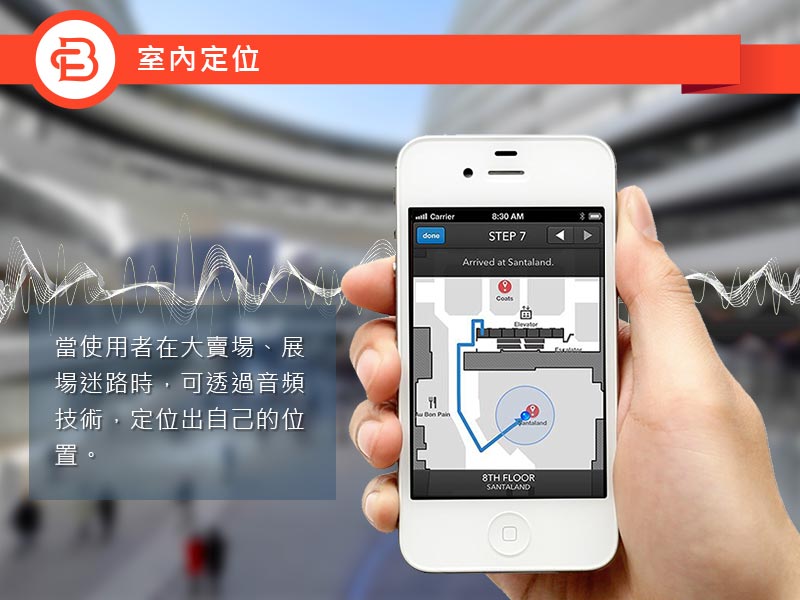 室內定位
Carrier
8:30 AM
done
STEP 7
Arrived at Santaland.
Coats
Elevator
Escalator
Au Bon Pain
Santaland
8TH FLOOR
SANTALAND
當使用者在大賣場、展
場迷路時，可透過音頻
技術，定位出自己的位
置。